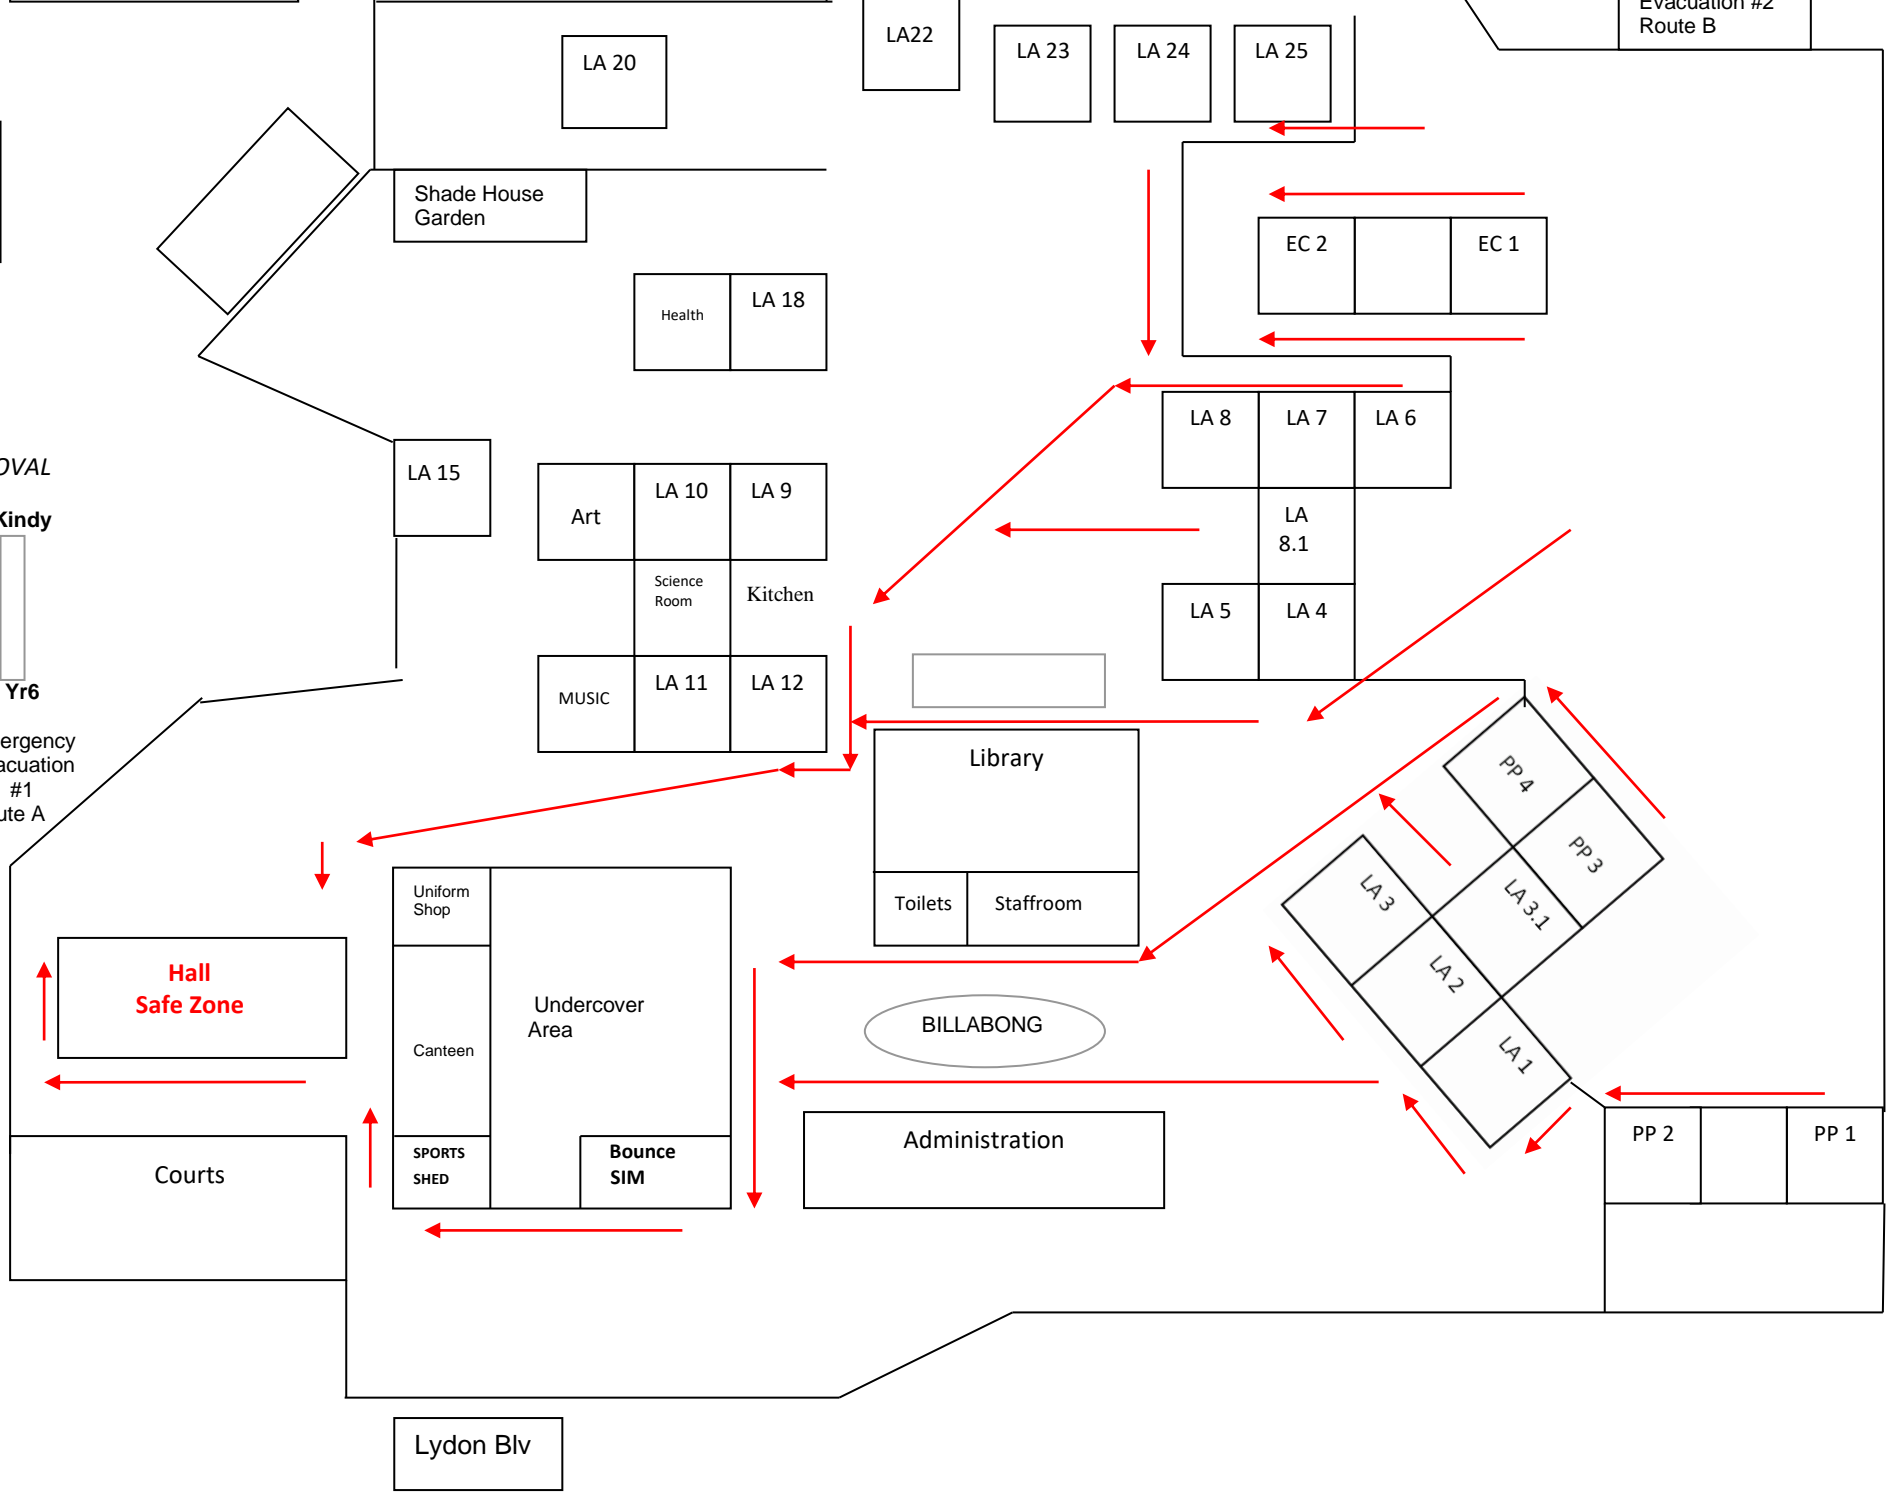 Evacuation #2
Route B
LA22
LA 23
LA 24
LA 25
LA 20
Shade House
Garden
EC 2
EC 1
Health
LA 18
LA 8
LA 7
LA 6
OVAL
LA 15
Art
LA 10
LA 9
Kindy
LA
8.1
Science
Room
Kitchen
LA 5
LA 4
Yr6
MUSIC
LA 11
LA 12
ergency
acuation
#1
ute A
Library
PP 4
PP 3
Uniform
Shop
Toilets
Staffroom
LA 3
LA 3.1
Hall
Safe Zone
LA 2
Undercover
Area
BILLABONG
Canteen
LA 1
SPORTS
SHED
Bounce
SIM
Administration
PP 2
PP 1
Courts
Lydon Blv